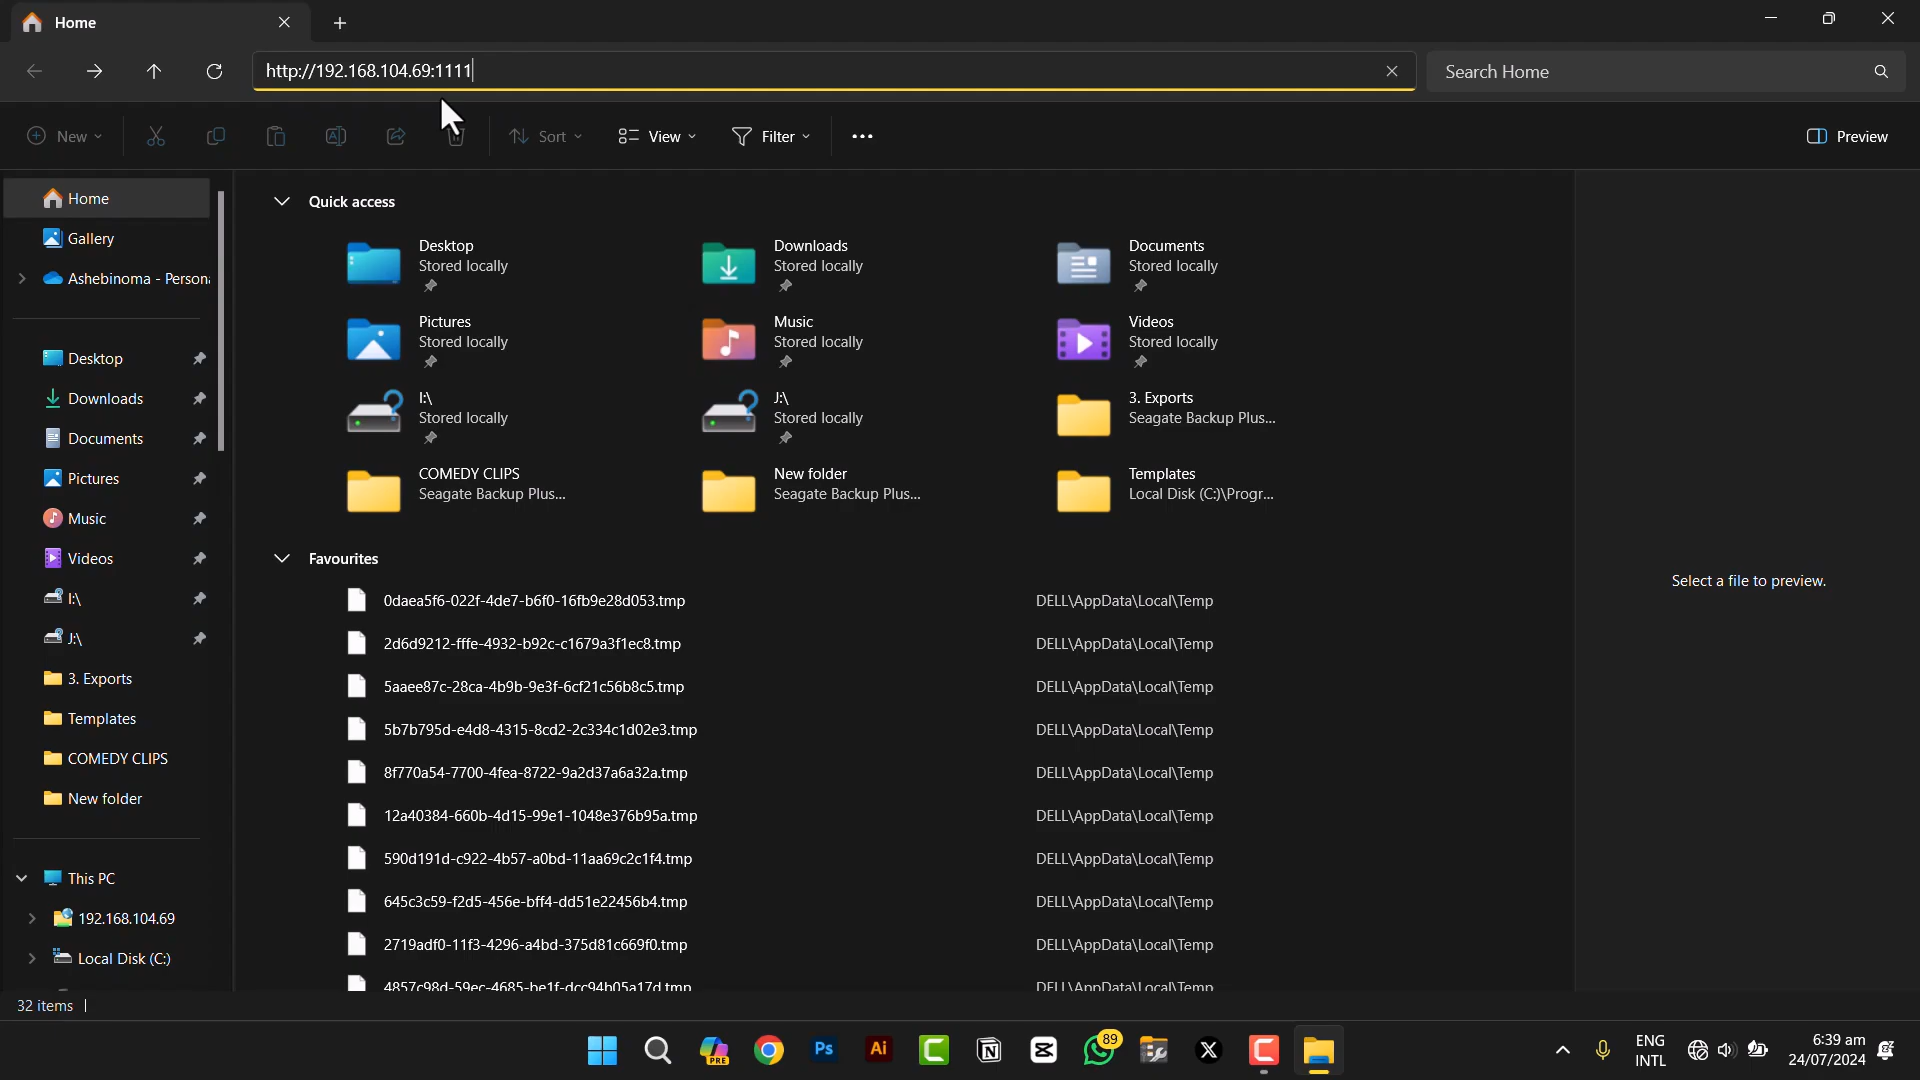 Home
http://192.168.104.69:1111
Search Home
New
Sort
View
Filter
Preview
Home
Gallery
Ashebinoma - Persona
Desktop
Downloads
Documents
Pictures
Music
Videos
I:\
J:\
3. Exports
Templates
COMEDY CLIPS
New folder
This PC
192.168.104.69
Local Disk (C:)
Quick access
Desktop
Stored locally
Downloads
Stored locally
Documents
Stored locally
Pictures
Stored locally
Music
Stored locally
Videos
Stored locally
I:\
Stored locally
J:\
Stored locally
3. Exports
Seagate Backup Plus...
COMEDY CLIPS
Seagate Backup Plus...
New folder
Seagate Backup Plus...
Templates
Local Disk (C:)\Progr...
Favourites
0daea5f6-022f-4de7-b6f0-16fb9e28d053.tmp DELL\AppData\Local\Temp
2d6d9212-fffe-4932-b92c-c1679a3f1ec8.tmp DELL\AppData\Local\Temp
5aaee87c-28ca-4b9b-9e3f-6cf21c56b8c5.tmp DELL\AppData\Local\Temp
5b7b795d-e4d8-4315-8cd2-2c334c1d02e3.tmp DELL\AppData\Local\Temp
8f770a54-7700-4fea-8722-9a2d37a6a32a.tmp DELL\AppData\Local\Temp
12a40384-660b-4d15-99e1-1048e376b95a.tmp DELL\AppData\Local\Temp
590d191d-c922-4b57-a0bd-11aa69c2c1f4.tmp DELL\AppData\Local\Temp
645c3c59-f2d5-456e-bff4-dd51e22456b4.tmp DELL\AppData\Local\Temp
2719adf0-11f3-4296-a4bd-375d81c669f0.tmp DELL\AppData\Local\Temp
4857c98d-59ec-4685-be1f-dcc94b05a17d.tmp DELL\AppData\Local\Temp
Select a file to preview.
32 items
PRE
Ps
Ai
89
ENG
INTL
6:39 am
24/07/2024